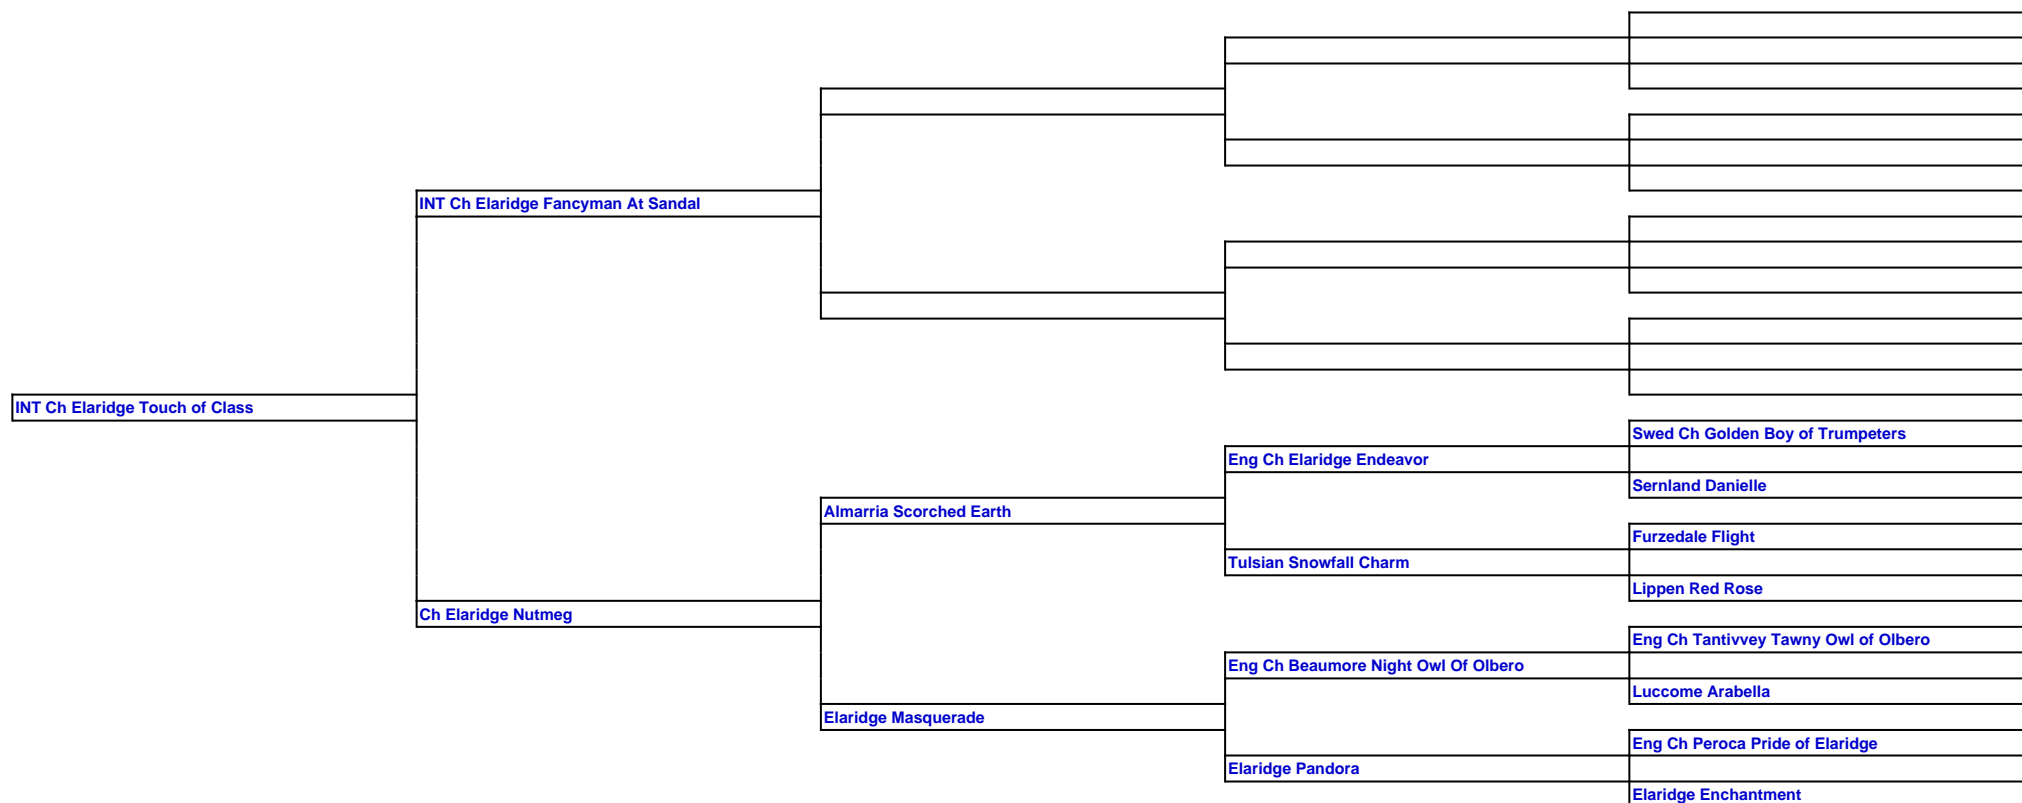 INT Ch Elaridge Fancyman At Sandal
INT Ch Elaridge Touch of Class
Swed Ch Golden Boy of Trumpeters
Eng Ch Elaridge Endeavor
Sernland Danielle
Almarria Scorched Earth
Furzedale Flight
Tulsian Snowfall Charm
Lippen Red Rose
Ch Elaridge Nutmeg
Eng Ch Tantivvey Tawny Owl of Olbero
Eng Ch Beaumore Night Owl Of Olbero
Luccome Arabella
Elaridge Masquerade
Eng Ch Peroca Pride of Elaridge
Elaridge Pandora
Elaridge Enchantment